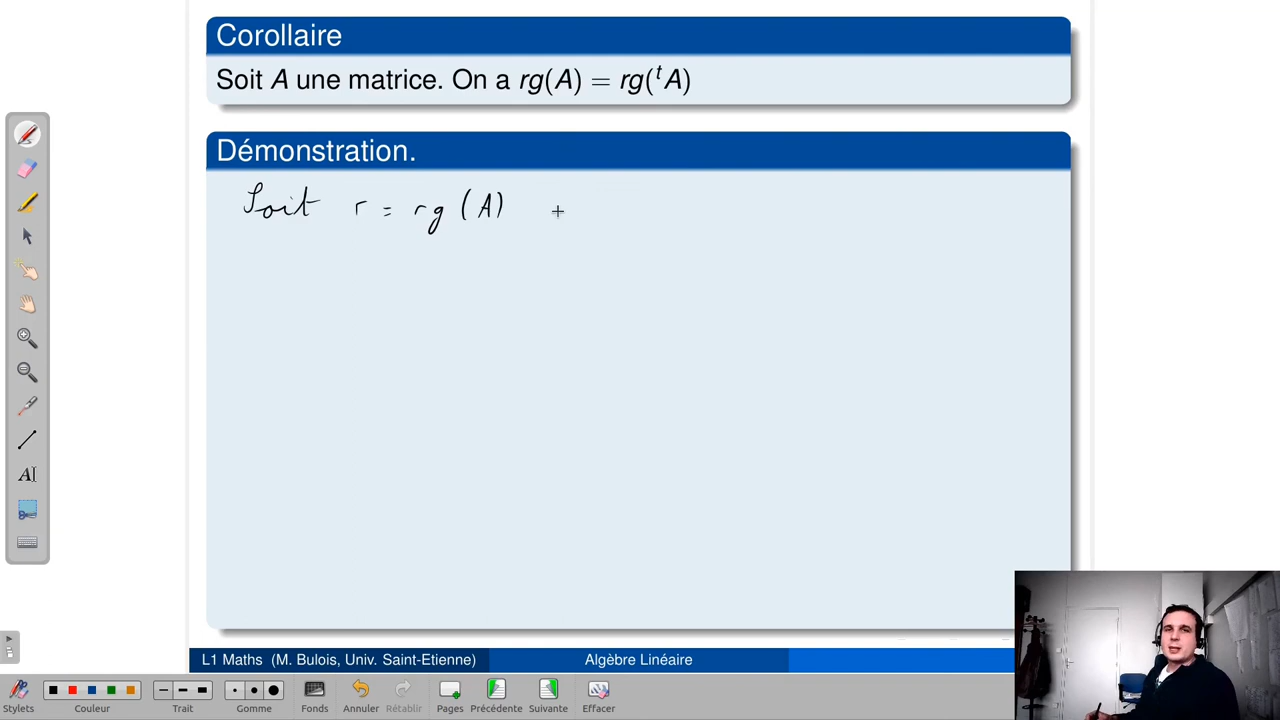 Corollaire
Soit A une matrice. On a rg(A) = rg(ᵗA)
Démonstration.
Soit r = rg (A)
L1 Maths (M. Bulois, Univ. Saint-Etienne)
Algèbre Linéaire
Stylets
Couleur
Trait
Gomme
Fonds
Annuler
Rétablir
Pages
Précédente
Suivante
Effacer